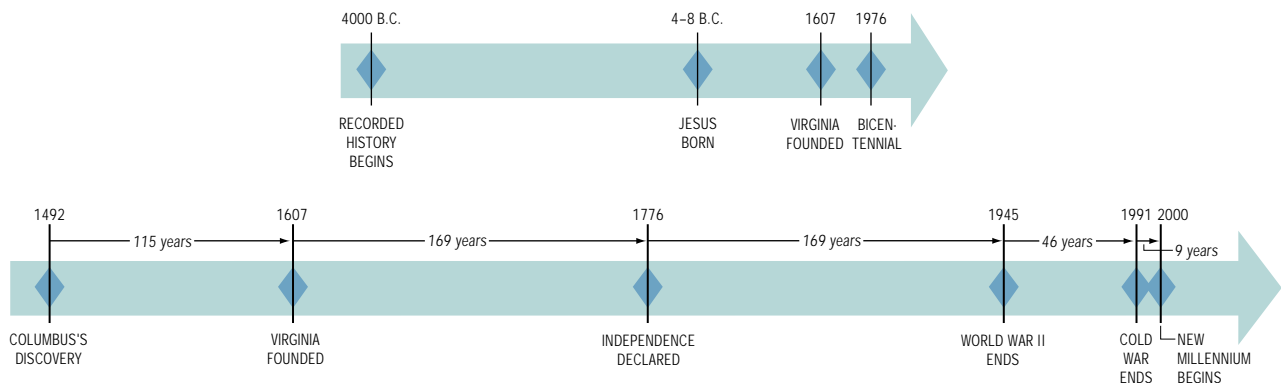 4000 B.C. 4–8 B.C. 1607 1976
RECORDED JESUS VIRGINIA BICEN-
HISTORY BORN FOUNDED TENNIAL
BEGINS
1492 1607 1776 1945 1991 2000
115 years 169 years 169 years 46 years 9 years
COLUMBUS'S VIRGINIA INDEPENDENCE WORLD WAR II COLD NEW
DISCOVERY FOUNDED DECLARED ENDS WAR MILLENNIUM
ENDS BEGINS